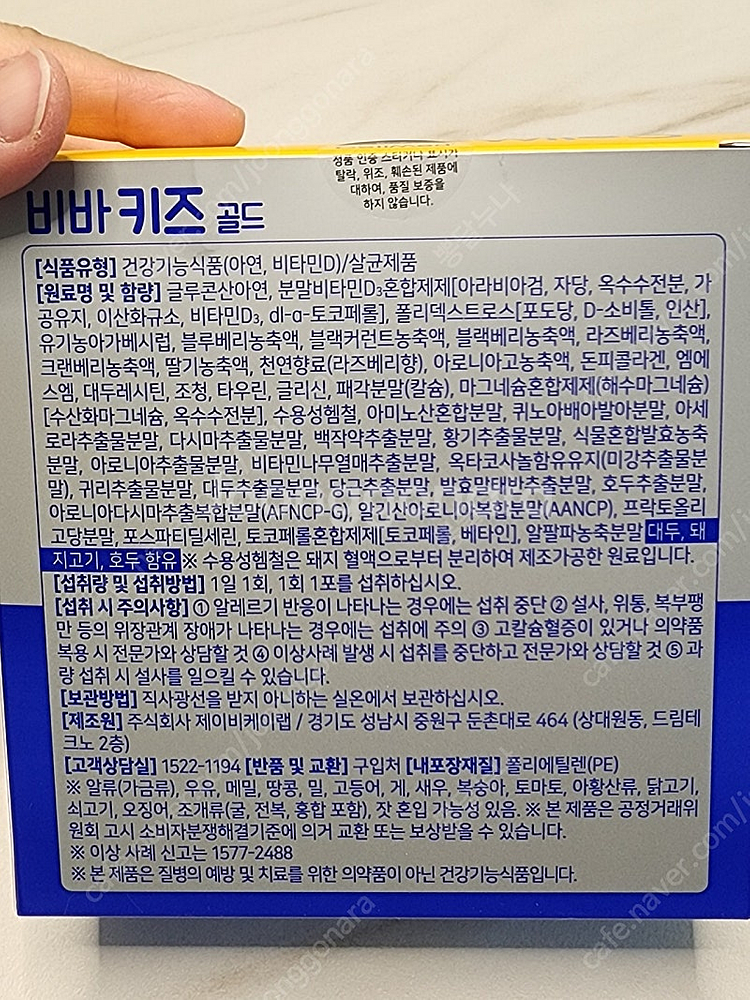 정품 인증 스티커나 표시가
탈락, 위조, 훼손된 제품에
대하여, 품질 보증을
하지 않습니다.
비바 키즈 골드
[식품유형] 건강기능식품(아연, 비타민D)/살균제품
[원료명 및 함량] 글루콘산아연, 분말비타민D₃혼합제제[아라비아검, 자당, 옥수수전분, 가
공유지, 이산화규소, 비타민D₃, dl-α-토코페롤], 폴리덱스트로스[포도당, D-소비톨, 인산],
유기농아가베시럽, 블루베리농축액, 블랙커런트농축액, 블랙베리농축액, 라즈베리농축액,
크랜베리농축액, 딸기농축액, 천연향료(라즈베리향), 아로니아고농축액, 돈피콜라겐, 엠에
스엠, 대두레시틴, 조청, 타우린, 글리신, 패각분말(칼슘), 마그네슘혼합제제(해수마그네슘)
[수산화마그네슘, 옥수수전분], 수용성헴철, 아미노산혼합분말, 퀴노아배아발아분말, 아세
로라추출물분말, 다시마추출물분말, 백작약추출분말, 황기추출물분말, 식물혼합발효농축
분말, 아로니아추출물분말, 비타민나무열매추출분말, 옥타코사놀함유유지(미강추출물분
말), 귀리추출물분말, 대두추출물분말, 당근추출분말, 발효말태반추출분말, 호두추출분말,
아로니아다시마추출복합분말(AFNCP-G), 알긴산아로니아복합분말(AANCP), 프락토올리
고당분말, 포스파티딜세린, 토코페롤혼합제제[토코페롤, 베타인], 알팔파농축분말 대두, 돼
지고기, 호두 함유 ※ 수용성헴철은 돼지 혈액으로부터 분리하여 제조가공한 원료입니다.
[섭취량 및 섭취방법] 1일 1회, 1회 1포를 섭취하십시오.
[섭취 시 주의사항] ① 알레르기 반응이 나타나는 경우에는 섭취 중단 ② 설사, 위통, 복부팽
만 등의 위장관계 장애가 나타나는 경우에는 섭취에 주의 ③ 고칼슘혈증이 있거나 의약품
복용 시 전문가와 상담할 것 ④ 이상사례 발생 시 섭취를 중단하고 전문가와 상담할 것 ⑤ 과
량 섭취 시 설사를 일으킬 수 있습니다.
[보관방법] 직사광선을 받지 아니하는 실온에서 보관하십시오.
[제조원] 주식회사 제이비케이랩 / 경기도 성남시 중원구 둔촌대로 464 (상대원동, 드림테
크노 2층)
[고객상담실] 1522-1194 [반품 및 교환] 구입처 [내포장재질] 폴리에틸렌(PE)
※ 알류(가금류), 우유, 메밀, 땅콩, 밀, 고등어, 게, 새우, 복숭아, 토마토, 아황산류, 닭고기,
쇠고기, 오징어, 조개류(굴, 전복, 홍합 포함), 잣 혼입 가능성 있음. ※ 본 제품은 공정거래위
원회 고시 소비자분쟁해결기준에 의거 교환 또는 보상받을 수 있습니다.
※ 이상 사례 신고는 1577-2488
※ 본 제품은 질병의 예방 및 치료를 위한 의약품이 아닌 건강기능식품입니다.